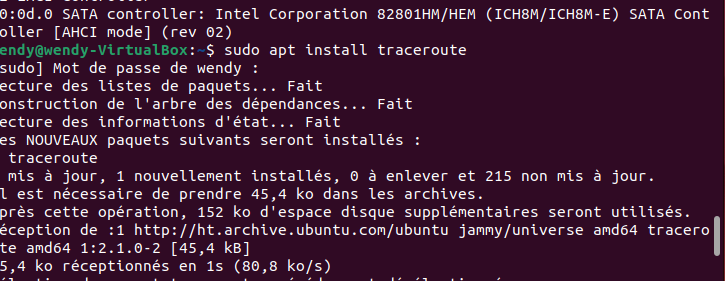 0:0d.0 SATA controller: Intel Corporation 82801HM/HEM (ICH8M/ICH8M-E) SATA Cont
oller [AHCI mode] (rev 02)
endy@wendy-VirtualBox:~$ sudo apt install traceroute
sudo] Mot de passe de wendy :
ecture des listes de paquets... Fait
onstruction de l'arbre des dépendances... Fait
ecture des informations d'état... Fait
es NOUVEAUX paquets suivants seront installés :
traceroute
mis à jour, 1 nouvellement installés, 0 à enlever et 215 non mis à jour.
l est nécessaire de prendre 45,4 ko dans les archives.
près cette opération, 152 ko d'espace disque supplémentaires seront utilisés.
éception de :1 http://ht.archive.ubuntu.com/ubuntu jammy/universe amd64 tracero
te amd64 1:2.1.0-2 [45,4 kB]
5,4 ko réceptionnés en 1s (80,8 ko/s)